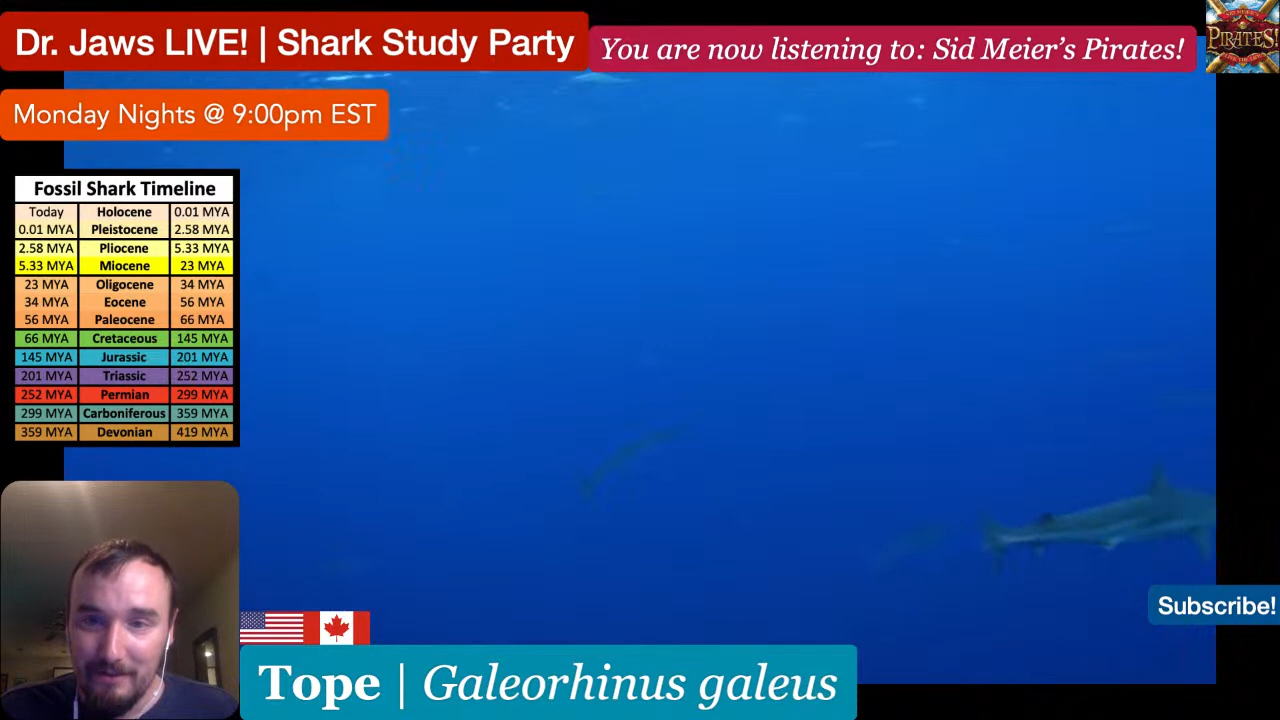 Dr. Jaws LIVE! | Shark Study Party
You are now listening to: Sid Meier's Pirates!
PIRATES!
Monday Nights @ 9:00pm EST
Fossil Shark Timeline
Today Holocene 0.01 MYA
0.01 MYA Pleistocene 2.58 MYA
2.58 MYA Pliocene 5.33 MYA
5.33 MYA Miocene 23 MYA
23 MYA Oligocene 34 MYA
34 MYA Eocene 56 MYA
56 MYA Paleocene 66 MYA
66 MYA Cretaceous 145 MYA
145 MYA Jurassic 201 MYA
201 MYA Triassic 252 MYA
252 MYA Permian 299 MYA
299 MYA Carboniferous 359 MYA
359 MYA Devonian 419 MYA
Subscribe!
Tope | Galeorhinus galeus